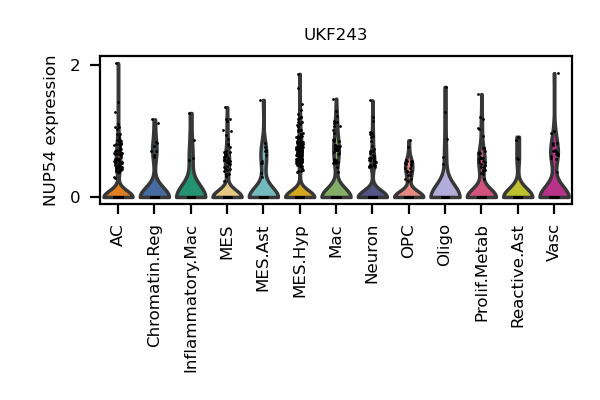 UKF243
NUP54 expression
2
0
AC
Chromatin.Reg
Inflammatory.Mac
MES
MES.Ast
MES.Hyp
Mac
Neuron
OPC
Oligo
Prolif.Metab
Reactive.Ast
Vasc